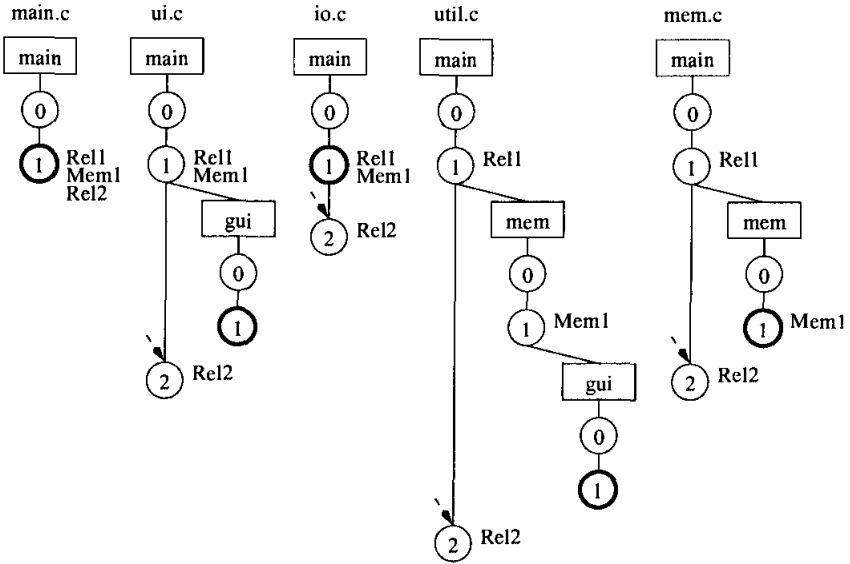 main.c ui.c io.c util.c mem.c
main main main main main
0 0 0 0 0
1 Rel1 1 Rel1 1 Rel1 1 Rel1 1 Rel1
Mem1 Mem1 Mem1
Rel2
gui mem mem
2 Rel2
0 0 0
1 1 Mem1 1 Mem1
2 Rel2 gui 2 Rel2
0
1
2 Rel2